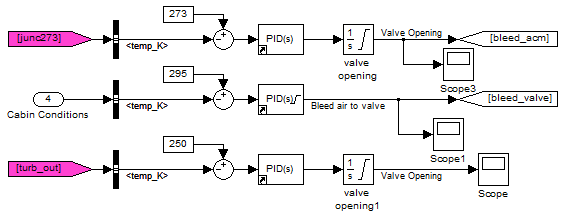 273
[junc273]
<temp_K>
PID(s)
1
s
valve
opening
Valve Opening
[bleed_acm]
Scope3
295
4
Cabin Conditions
<temp_K>
PID(s)
Bleed air to valve
[bleed_valve]
Scope1
250
[turb_out]
<temp_K>
PID(s)
1
s
valve
opening1
Valve Opening
Scope